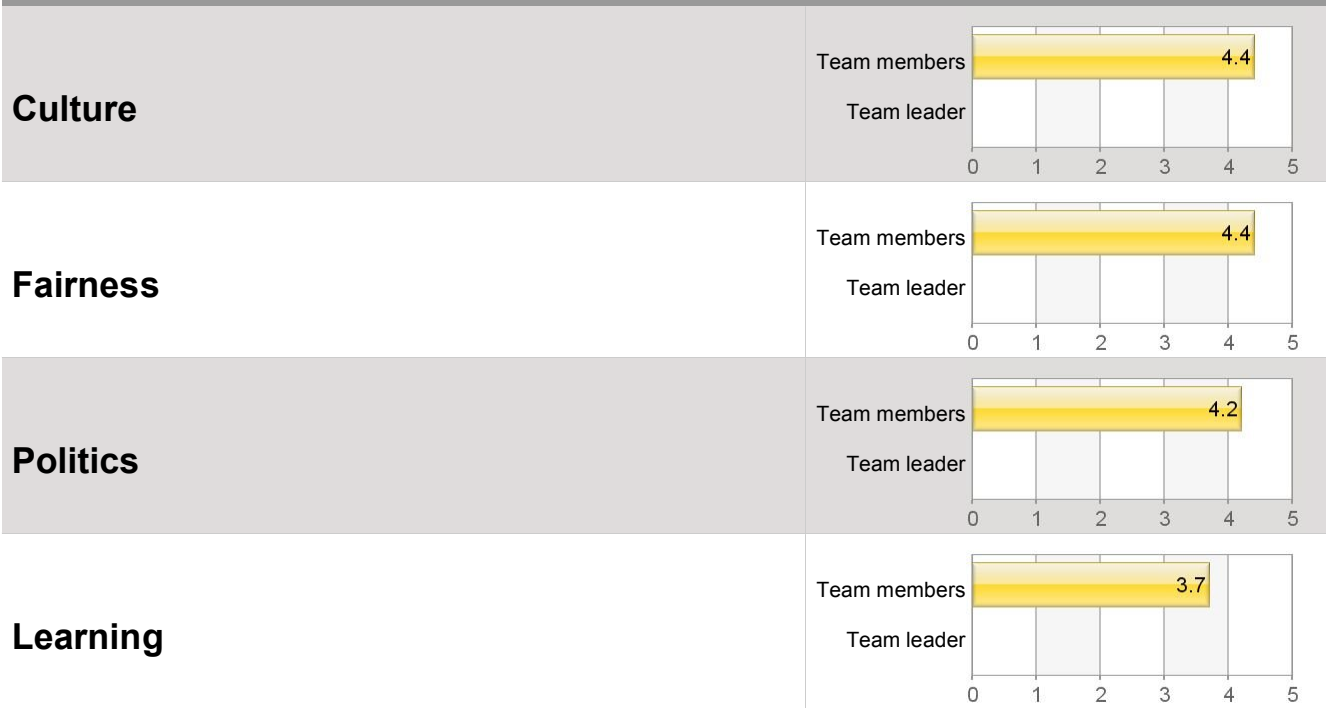 Culture
Team members
4.4
Team leader
0 1 2 3 4 5
Fairness
Team members
4.4
Team leader
0 1 2 3 4 5
Politics
Team members
4.2
Team leader
0 1 2 3 4 5
Learning
Team members
3.7
Team leader
0 1 2 3 4 5